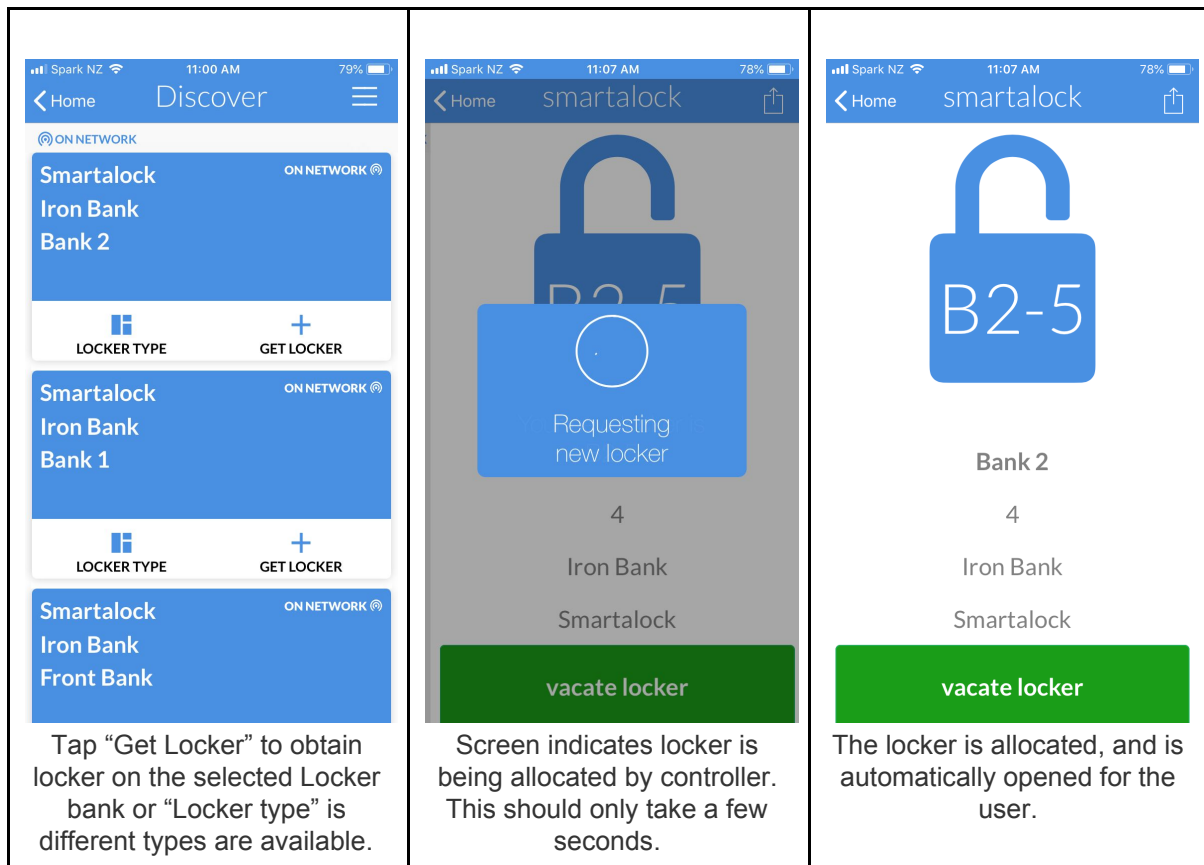 Spark NZ 11:00 AM 79%
Home Discover
ON NETWORK
Smartalock ON NETWORK
Iron Bank
Bank 2
LOCKER TYPE GET LOCKER
Smartalock ON NETWORK
Iron Bank
Bank 1
LOCKER TYPE GET LOCKER
Smartalock ON NETWORK
Iron Bank
Front Bank
Tap “Get Locker” to obtain
locker on the selected Locker
bank or “Locker type” is
different types are available.
Spark NZ 11:07 AM 78%
Home smartalock
B2-5
Requesting
new locker
4
Iron Bank
Smartalock
vacate locker
Screen indicates locker is
being allocated by controller.
This should only take a few
seconds.
Spark NZ 11:07 AM 78%
Home smartalock
B2-5
Bank 2
4
Iron Bank
Smartalock
vacate locker
The locker is allocated, and is
automatically opened for the
user.